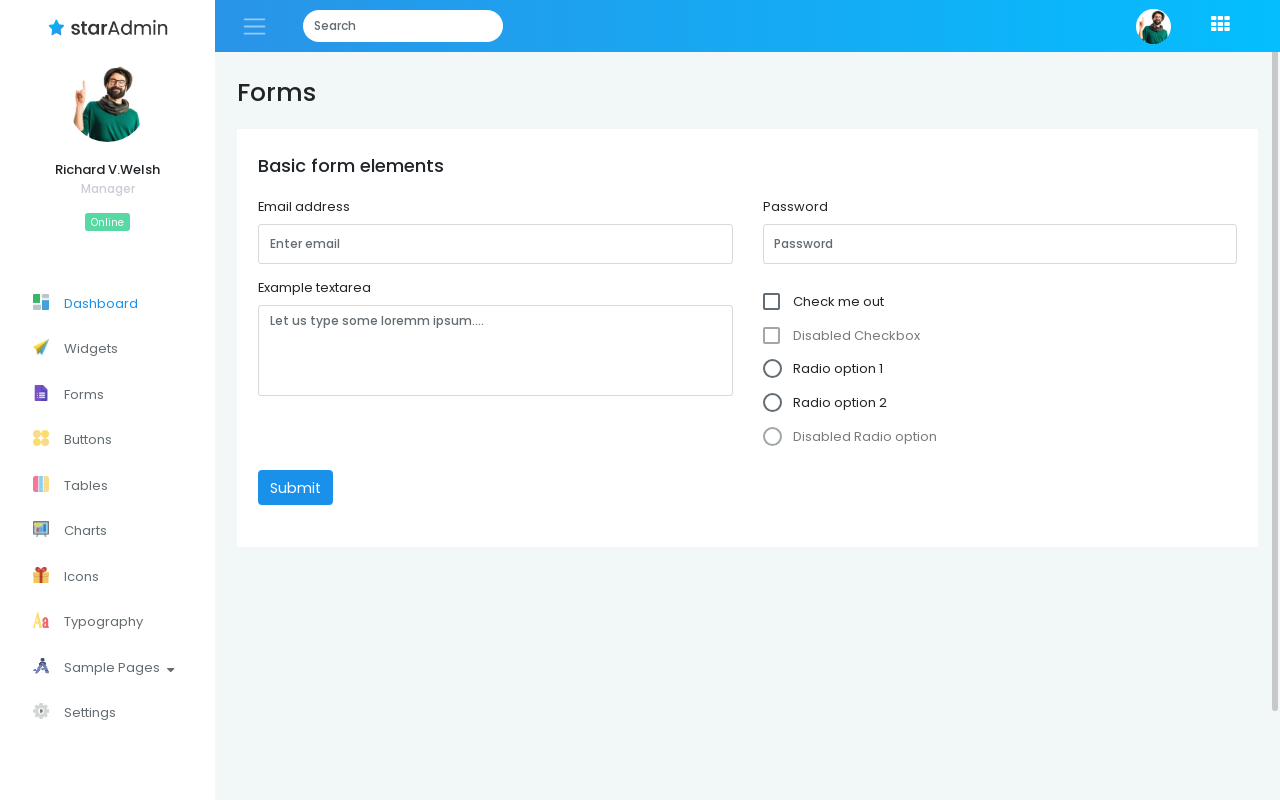 starAdmin
Search
Richard V.Welsh
Manager
Online
Dashboard
Widgets
Forms
Buttons
Tables
Charts
Icons
Aa Typography
Sample Pages
Settings
Forms
Basic form elements
Email address
Enter email
Password
Password
Example textarea
Let us type some loremm ipsum....
Check me out
Disabled Checkbox
Radio option 1
Radio option 2
Disabled Radio option
Submit